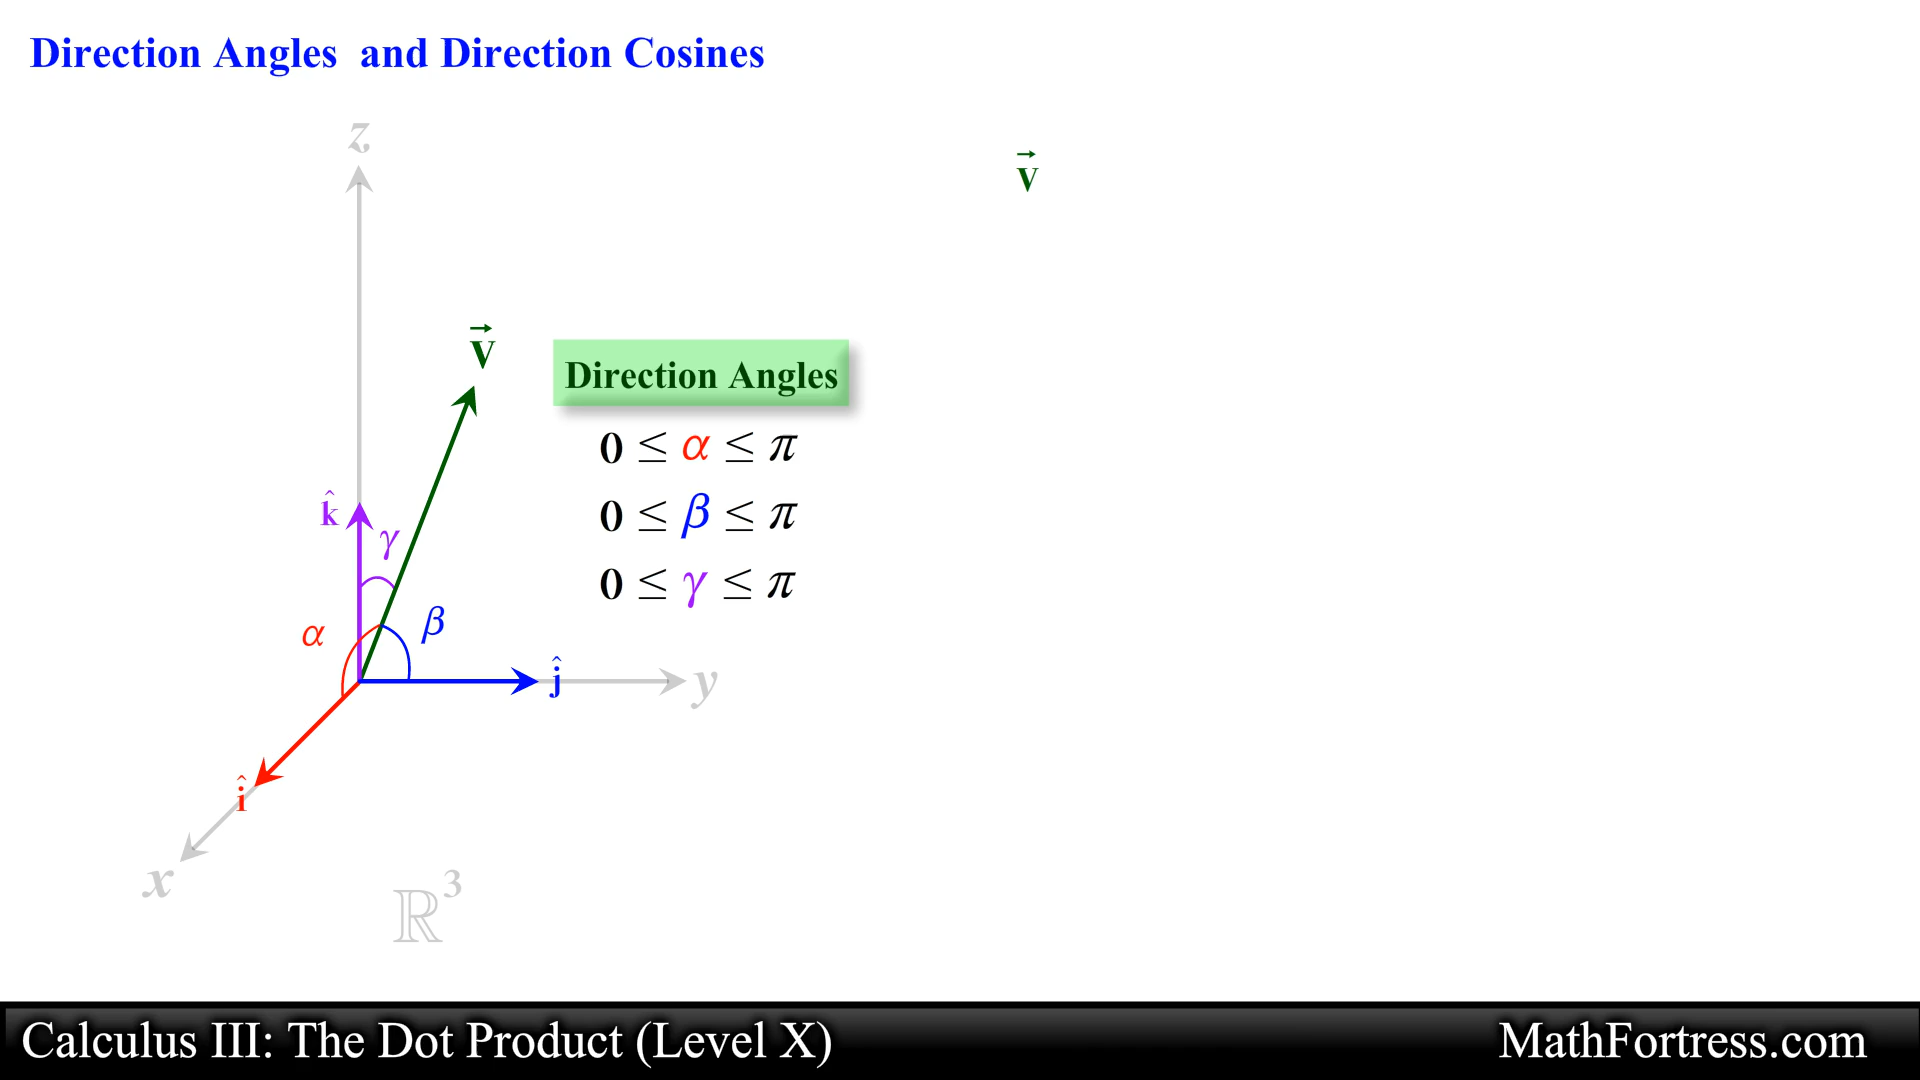 Direction Angles and Direction Cosines
z
v⃗
v⃗
Direction Angles
0 ≤ α ≤ π
k̂
γ
0 ≤ β ≤ π
0 ≤ γ ≤ π
α
β
ĵ
y
î
x
ℝ³
Calculus III: The Dot Product (Level X)
MathFortress.com